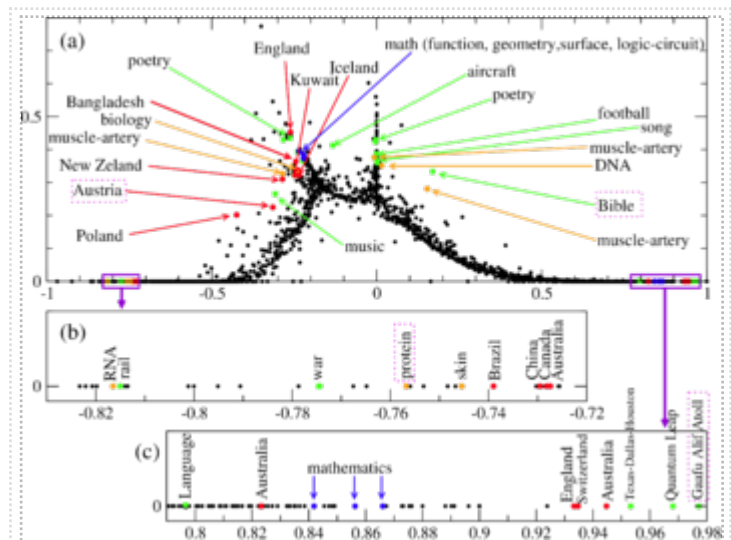 (a)
England
math (function, geometry,surface, logic-circuit)
poetry
Kuwait
Iceland
aircraft
poetry
0.5
Bangladesh
biology
football
song
muscle-artery
muscle-artery
New Zeland
DNA
Austria
Bible
Poland
music
muscle-artery
0
-1 -0.5 0 0.5 1
(b)
RNA
rail
war
protein
skin
Brazil
China
Canada
Australia
0
-0.82 -0.8 -0.78 -0.76 -0.74 -0.72
(c)
Language
Australia
mathematics
England
Switzerland
Australia
Texas-Dallas-Houston
Quantum Leap
Gaafu Alif Atoll
0
0.8 0.82 0.84 0.86 0.88 0.9 0.92 0.94 0.96 0.98